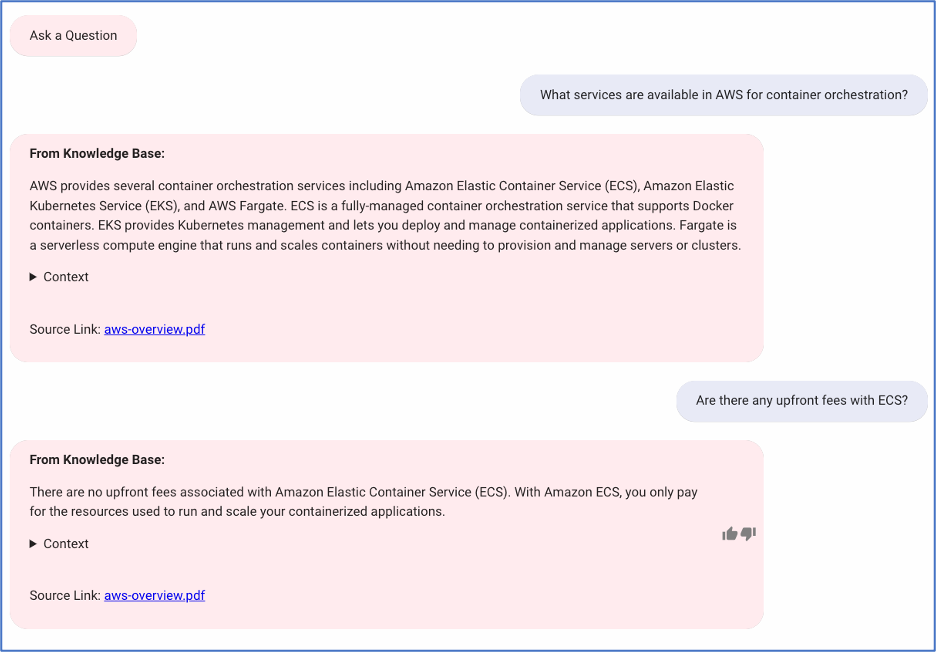 Ask a Question
What services are available in AWS for container orchestration?
From Knowledge Base:
AWS provides several container orchestration services including Amazon Elastic Container Service (ECS), Amazon Elastic
Kubernetes Service (EKS), and AWS Fargate. ECS is a fully-managed container orchestration service that supports Docker
containers. EKS provides Kubernetes management and lets you deploy and manage containerized applications. Fargate is
a serverless compute engine that runs and scales containers without needing to provision and manage servers or clusters.
Context
Source Link: aws-overview.pdf
Are there any upfront fees with ECS?
From Knowledge Base:
There are no upfront fees associated with Amazon Elastic Container Service (ECS). With Amazon ECS, you only pay
for the resources used to run and scale your containerized applications.
Context
Source Link: aws-overview.pdf